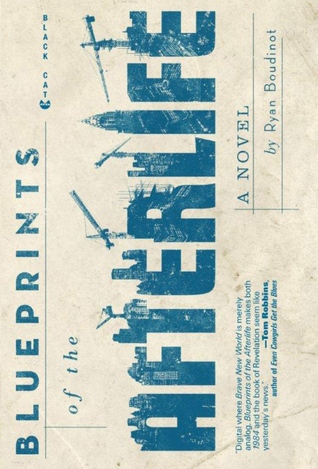 BLUEPRINTS
BLACK CAT
of the
AFTERLIFE
A NOVEL
by Ryan Boudinot
"Digital where Brave New World is merely
analog, Blueprints of the Afterlife makes both
1984 and the book of Revelation seem like
yesterday's news." —Tom Robbins,
author of Even Cowgirls Get the Blues